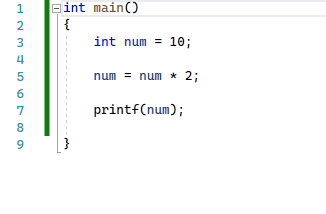 1 int main()
2 {
3 int num = 10;
4
5 num = num * 2;
6
7 printf(num);
8
9 }